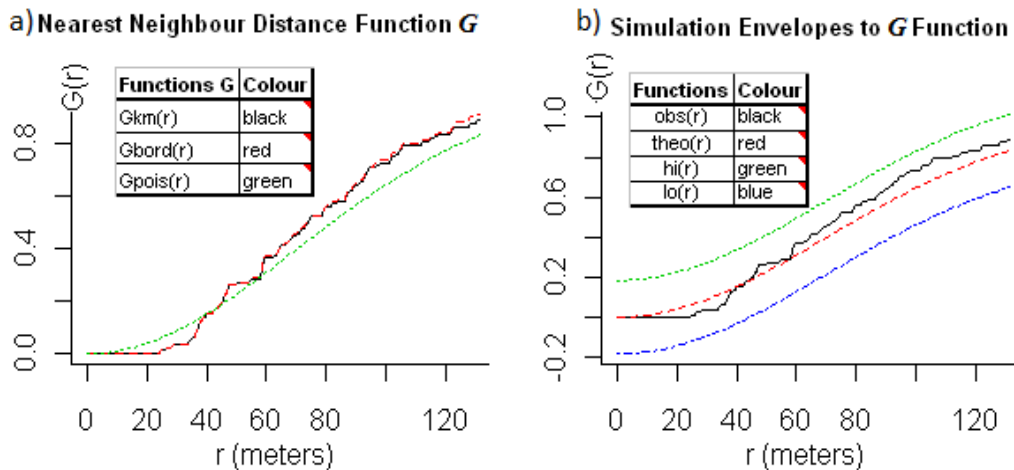 a) Nearest Neighbour Distance Function G
G(r)
Functions G Colour
Gkm(r) black
Gbord(r) red
Gpois(r) green
0.8
0.4
0.0
0 20 40 60 80 120
r (meters)
b) Simulation Envelopes to G Function
G(r)
Functions Colour
obs(r) black
theo(r) red
hi(r) green
lo(r) blue
1.0
0.6
0.2
-0.2
0 20 40 60 80 120
r (meters)